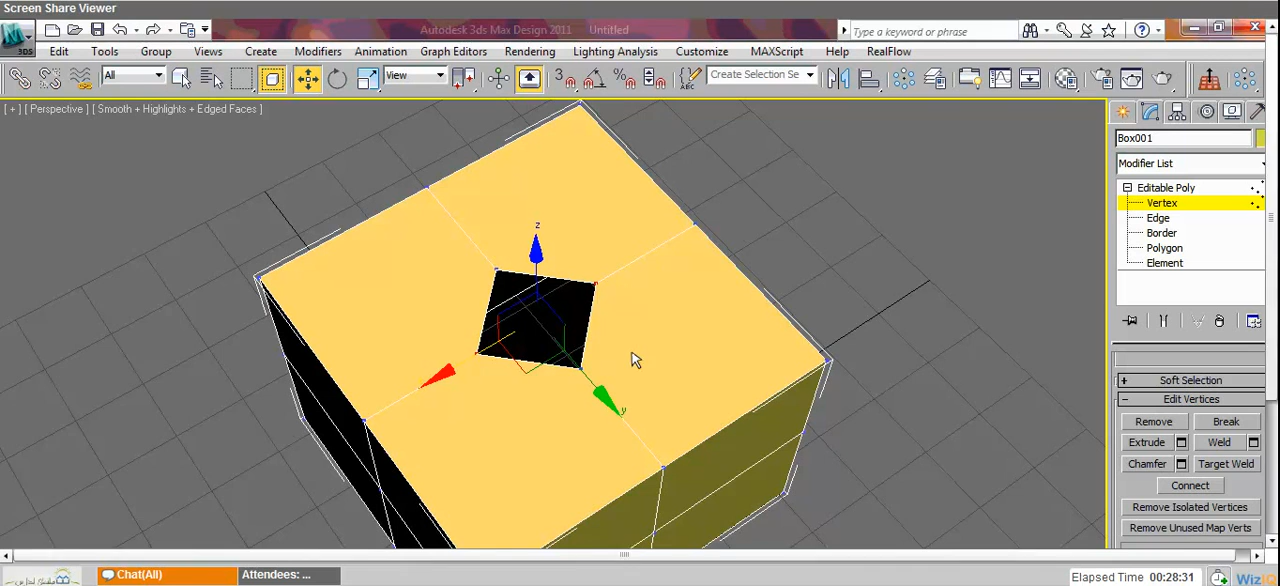 Screen Share Viewer
Autodesk 3ds Max Design 2011 Untitled
Type a keyword or phrase
3DS
Edit Tools Group Views Create Modifiers Animation Graph Editors Rendering Lighting Analysis Customize MAXScript Help RealFlow
All View 3 Create Selection Se
[ + ] [ Perspective ] [ Smooth + Highlights + Edged Faces ]
Box001
Modifier List
Editable Poly
Vertex
Edge
Border
Polygon
Element
z
y
+ Soft Selection
- Edit Vertices
Remove Break
Extrude Weld
Chamfer Target Weld
Connect
Remove Isolated Vertices
Remove Unused Map Verts
Chat(All) Attendees: ...
Elapsed Time 00:28:31
WizIQ